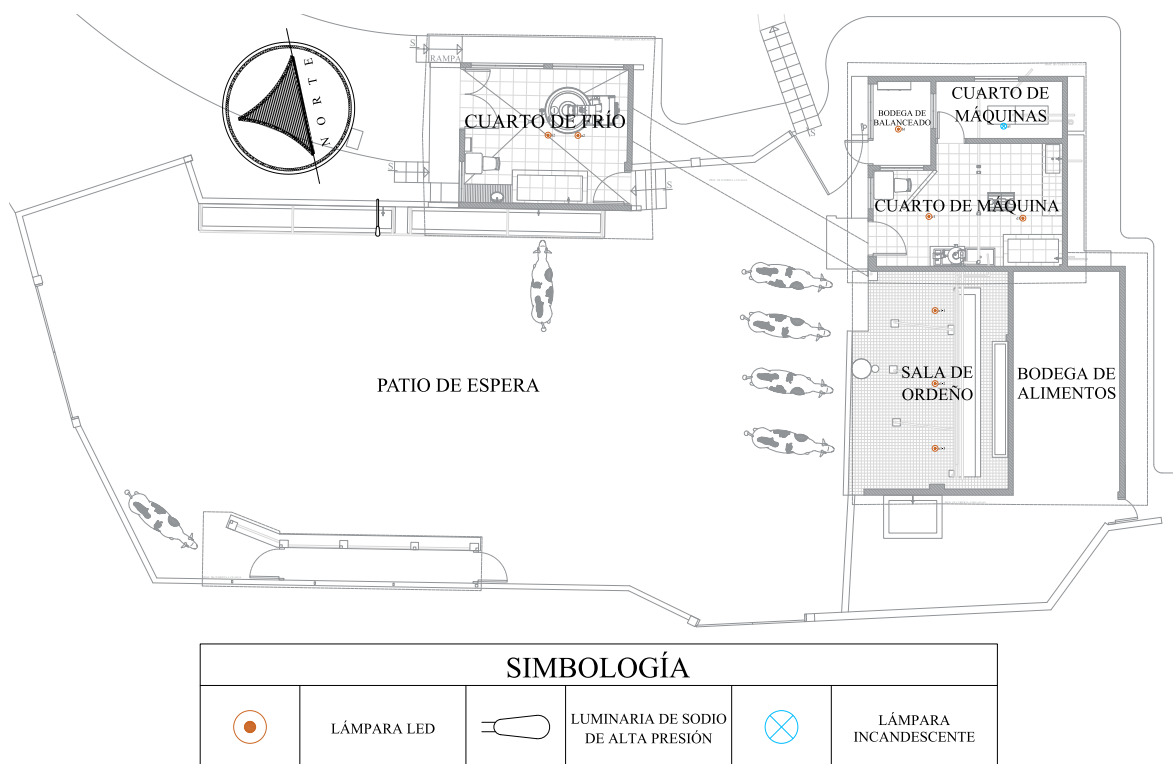 S
RAMPA
NORTE
CUARTO DE FRÍO
S
S
S
BODEGA DE
BALANCEADO
CUARTO DE
MÁQUINAS
CUARTO DE MÁQUINA
PATIO DE ESPERA
SALA DE
ORDEÑO
BODEGA DE
ALIMENTOS
SIMBOLOGÍA
LÁMPARA LED
LUMINARIA DE SODIO
DE ALTA PRESIÓN
LÁMPARA
INCANDESCENTE